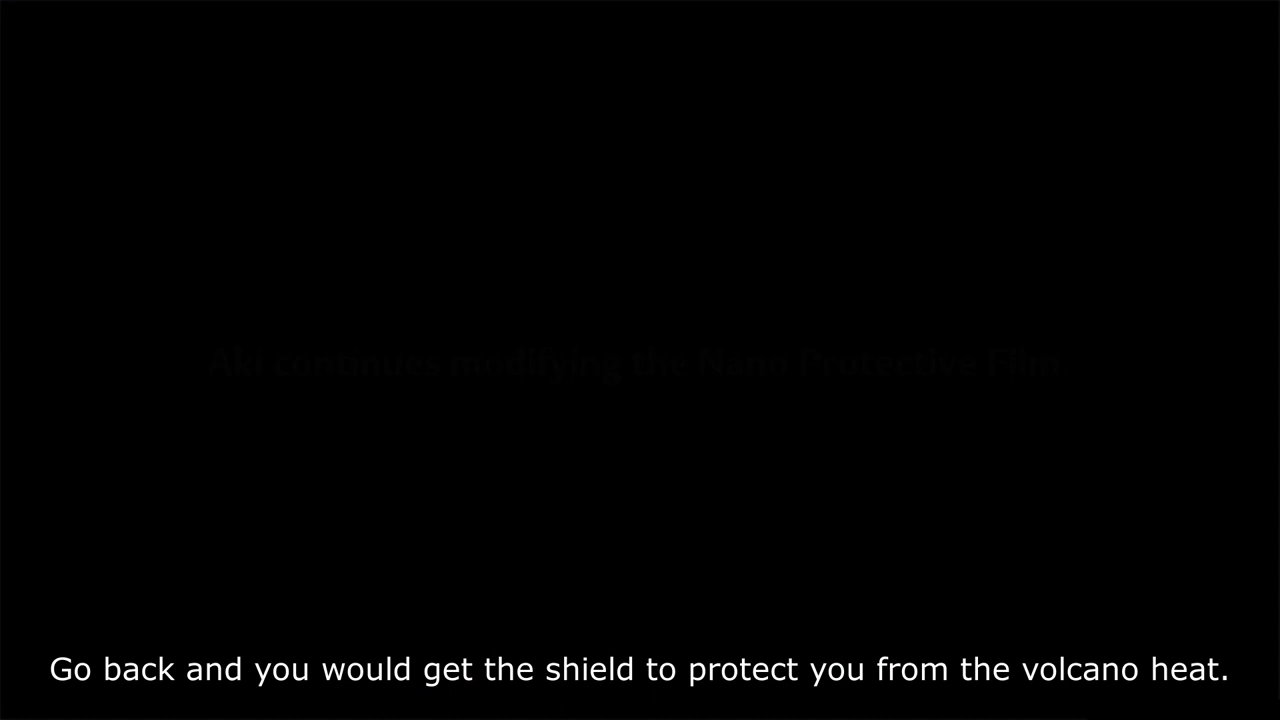 Aki continues modifying the Nano Protective Film
Go back and you would get the shield to protect you from the volcano heat.